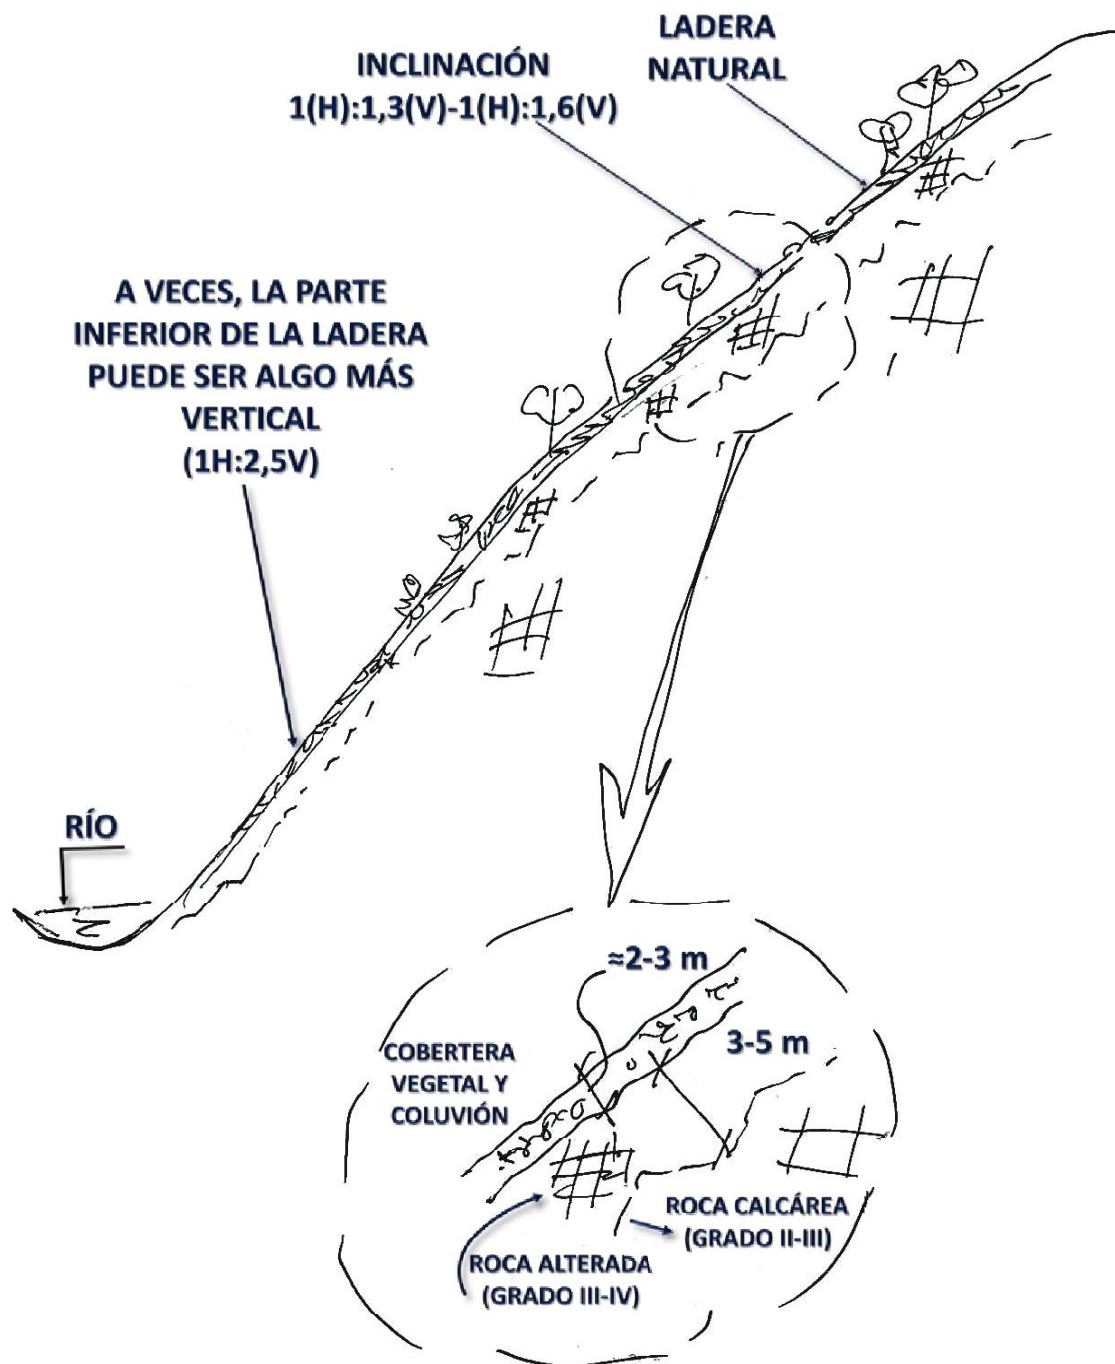 LADERA
NATURAL
INCLINACIÓN
1(H):1,3(V)-1(H):1,6(V)
A VECES, LA PARTE
INFERIOR DE LA LADERA
PUEDE SER ALGO MÁS
VERTICAL
(1H:2,5V)
RÍO
≈2-3 m
3-5 m
COBERTERA
VEGETAL Y
COLUVIÓN
ROCA CALCÁREA
(GRADO II-III)
ROCA ALTERADA
(GRADO III-IV)